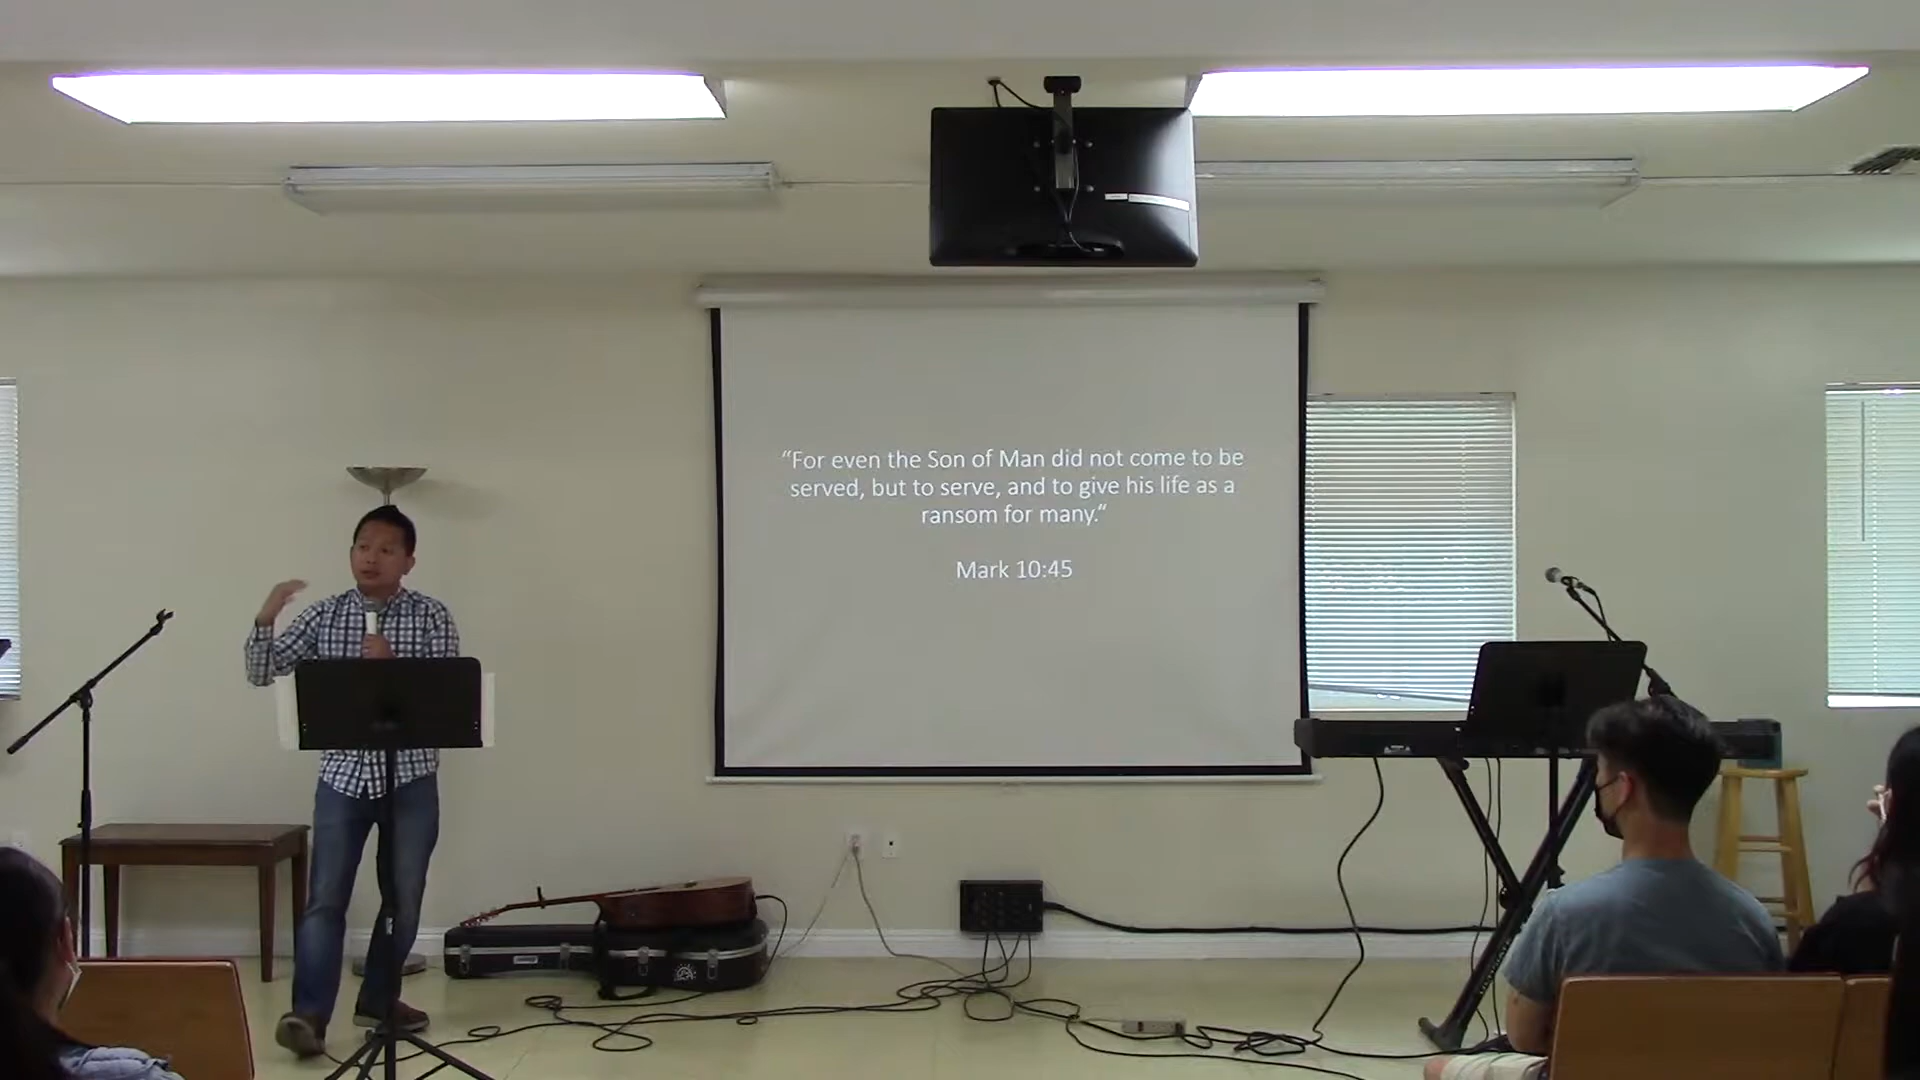 “For even the Son of Man did not come to be
served, but to serve, and to give his life as a
ransom for many.“
Mark 10:45